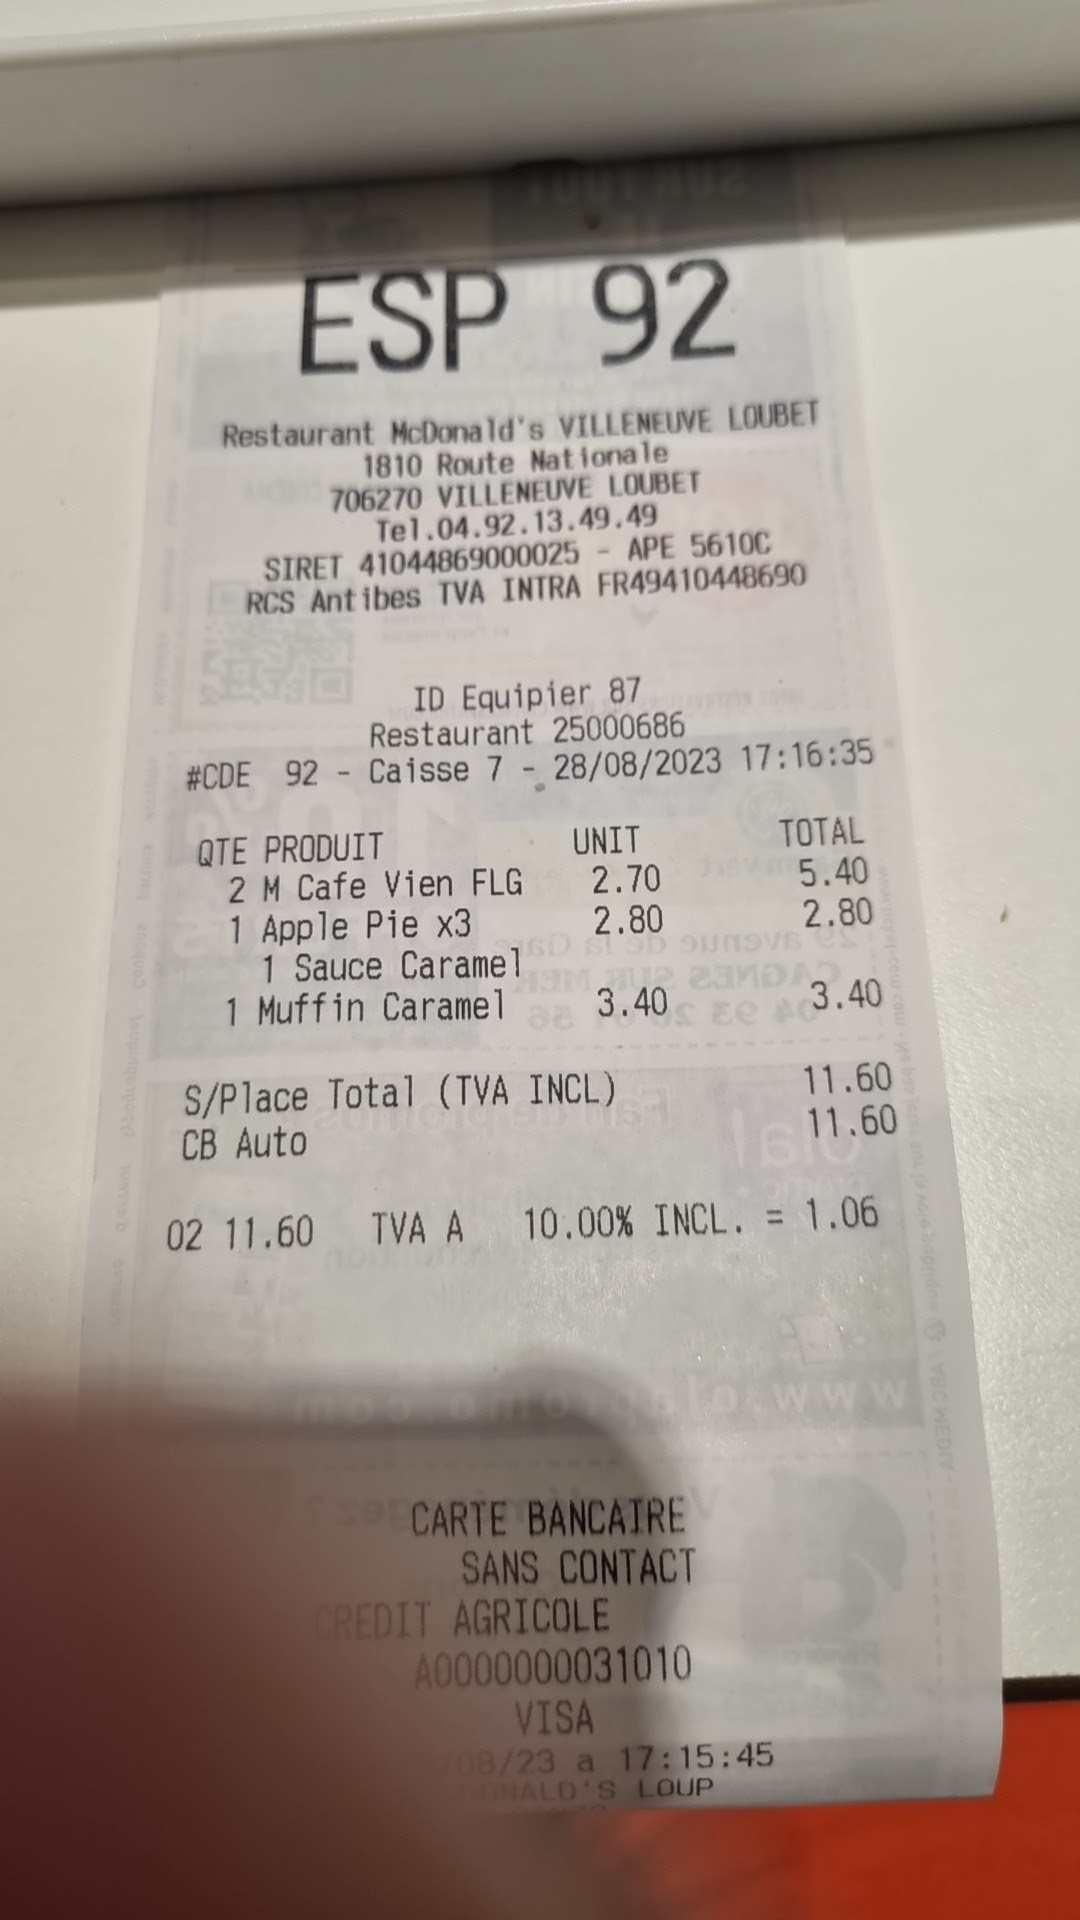 ESP 92
Restaurant McDonald's VILLENEUVE LOUBET
1810 Route Nationale
706270 VILLENEUVE LOUBET
Tel.04.92.13.49.49
SIRET 41044869000025 - APE 5610C
RCS Antibes TVA INTRA FR49410448690
ID Equipier 87
Restaurant 25000686
#CDE 92 - Caisse 7 - 28/08/2023 17:16:35
QTE PRODUIT UNIT TOTAL
2 M Cafe Vien FLG 2.70 5.40
1 Apple Pie x3 2.80 2.80
1 Sauce Caramel
1 Muffin Caramel 3.40 3.40
S/Place Total (TVA INCL) 11.60
CB Auto 11.60
02 11.60 TVA A 10.00% INCL. = 1.06
CARTE BANCAIRE
SANS CONTACT
CREDIT AGRICOLE
A0000000031010
VISA
08/23 a 17:15:45
ONALD'S LOUP